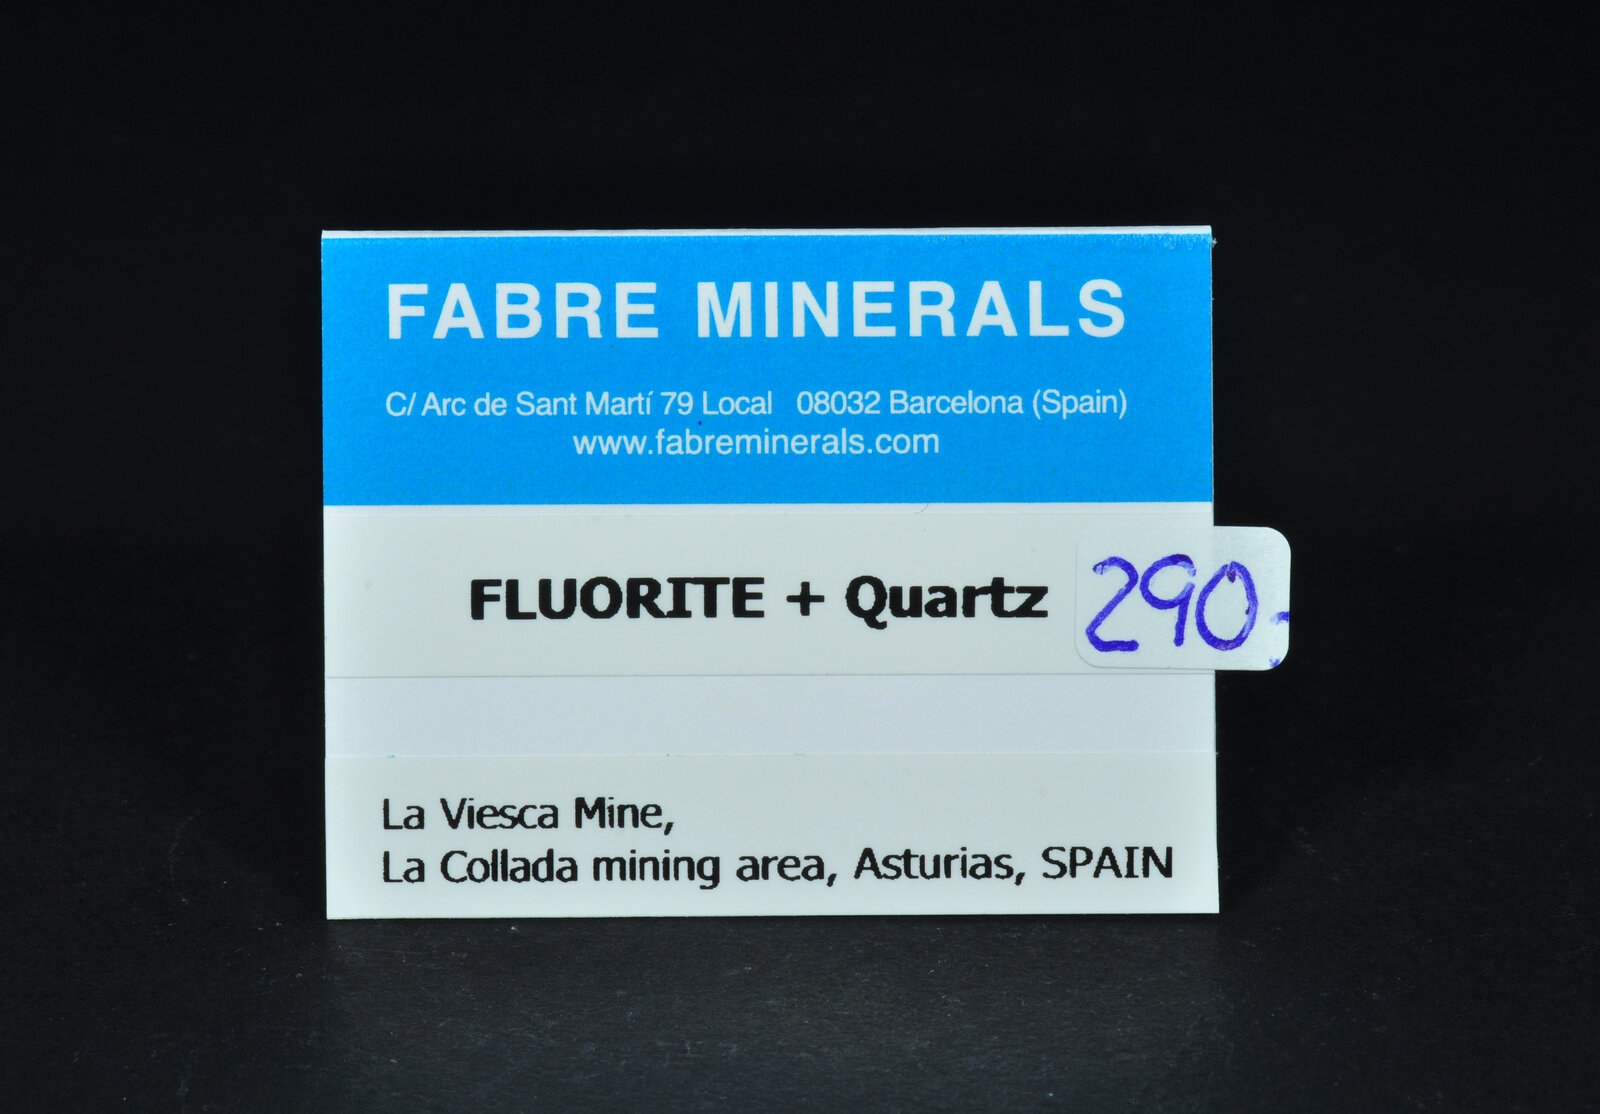 FABRE MINERALS
C/ Arc de Sant Martí 79 Local 08032 Barcelona (Spain)
www.fabreminerals.com
FLUORITE + Quartz
290.-
La Viesca Mine,
La Collada mining area, Asturias, SPAIN